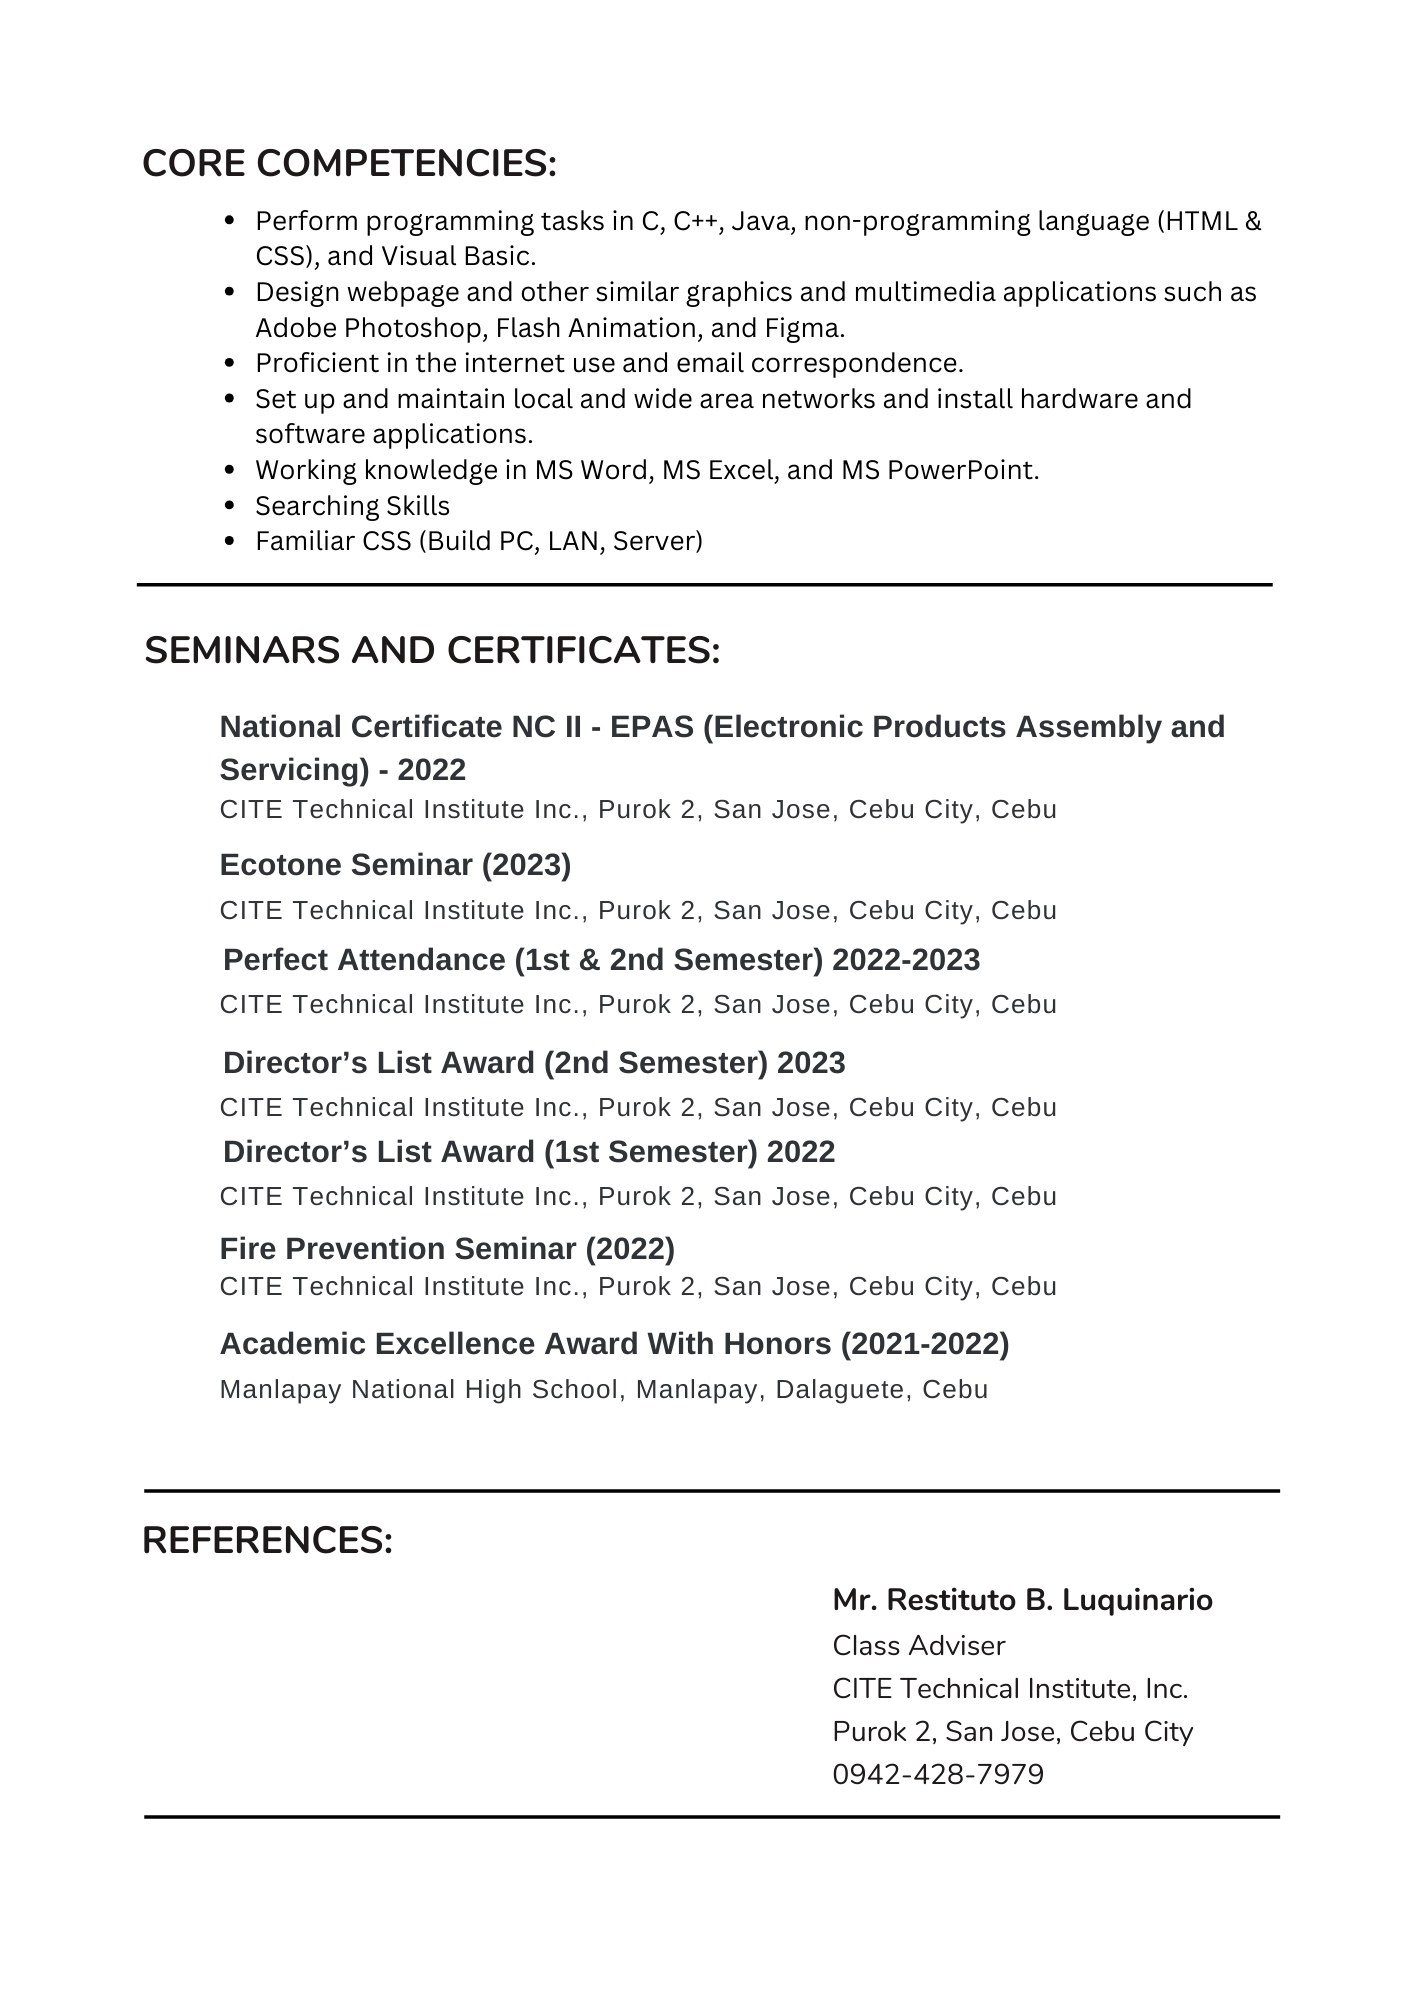 CORE COMPETENCIES:
• Perform programming tasks in C, C++, Java, non-programming language (HTML &
CSS), and Visual Basic.
• Design webpage and other similar graphics and multimedia applications such as
Adobe Photoshop, Flash Animation, and Figma.
• Proficient in the internet use and email correspondence.
• Set up and maintain local and wide area networks and install hardware and
software applications.
• Working knowledge in MS Word, MS Excel, and MS PowerPoint.
• Searching Skills
• Familiar CSS (Build PC, LAN, Server)
SEMINARS AND CERTIFICATES:
National Certificate NC II - EPAS (Electronic Products Assembly and
Servicing) - 2022
CITE Technical Institute Inc., Purok 2, San Jose, Cebu City, Cebu
Ecotone Seminar (2023)
CITE Technical Institute Inc., Purok 2, San Jose, Cebu City, Cebu
Perfect Attendance (1st & 2nd Semester) 2022-2023
CITE Technical Institute Inc., Purok 2, San Jose, Cebu City, Cebu
Director’s List Award (2nd Semester) 2023
CITE Technical Institute Inc., Purok 2, San Jose, Cebu City, Cebu
Director’s List Award (1st Semester) 2022
CITE Technical Institute Inc., Purok 2, San Jose, Cebu City, Cebu
Fire Prevention Seminar (2022)
CITE Technical Institute Inc., Purok 2, San Jose, Cebu City, Cebu
Academic Excellence Award With Honors (2021-2022)
Manlapay National High School, Manlapay, Dalaguete, Cebu
REFERENCES:
Mr. Restituto B. Luquinario
Class Adviser
CITE Technical Institute, Inc.
Purok 2, San Jose, Cebu City
0942-428-7979